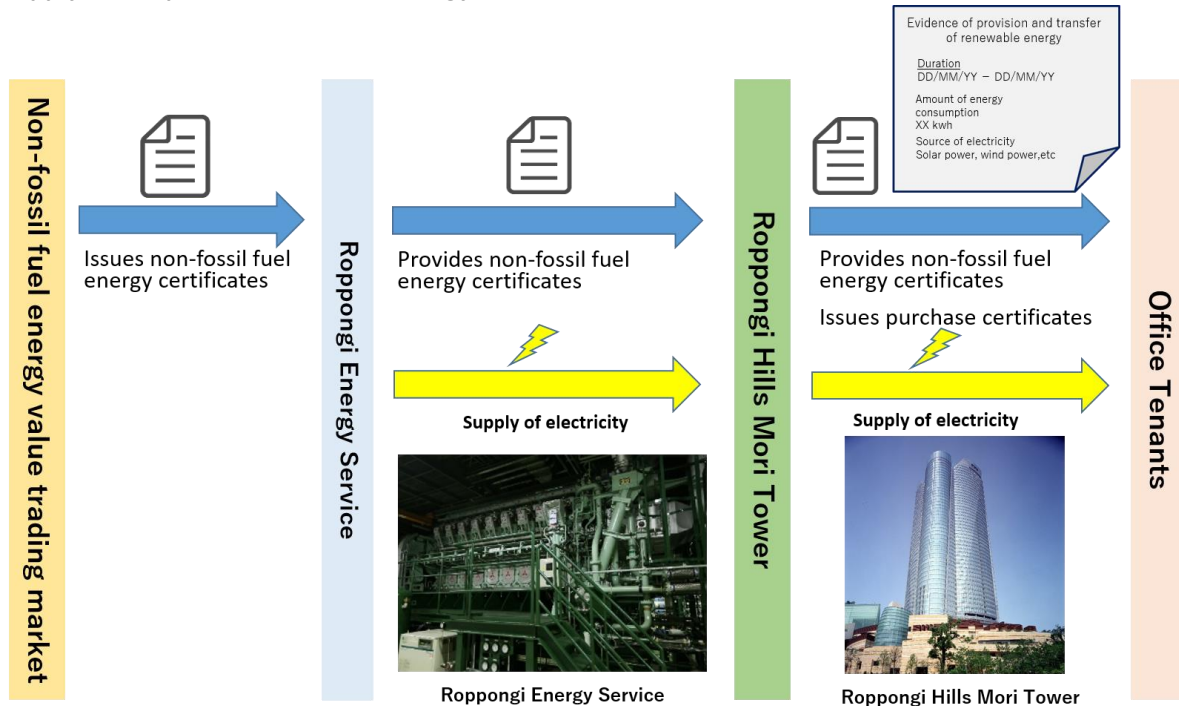 Evidence of provision and transfer
of renewable energy
Duration
DD/MM/YY − DD/MM/YY
Amount of energy
consumption
XX kwh
Source of electricity
Solar power, wind power,etc
Non-fossil fuel energy value trading market
Issues non-fossil fuel
energy certificates
Roppongi Energy Service
Provides non-fossil fuel
energy certificates
Supply of electricity
Roppongi Energy Service
Roppongi Hills Mori Tower
Provides non-fossil fuel
energy certificates
Issues purchase certificates
Supply of electricity
Roppongi Hills Mori Tower
Office Tenants